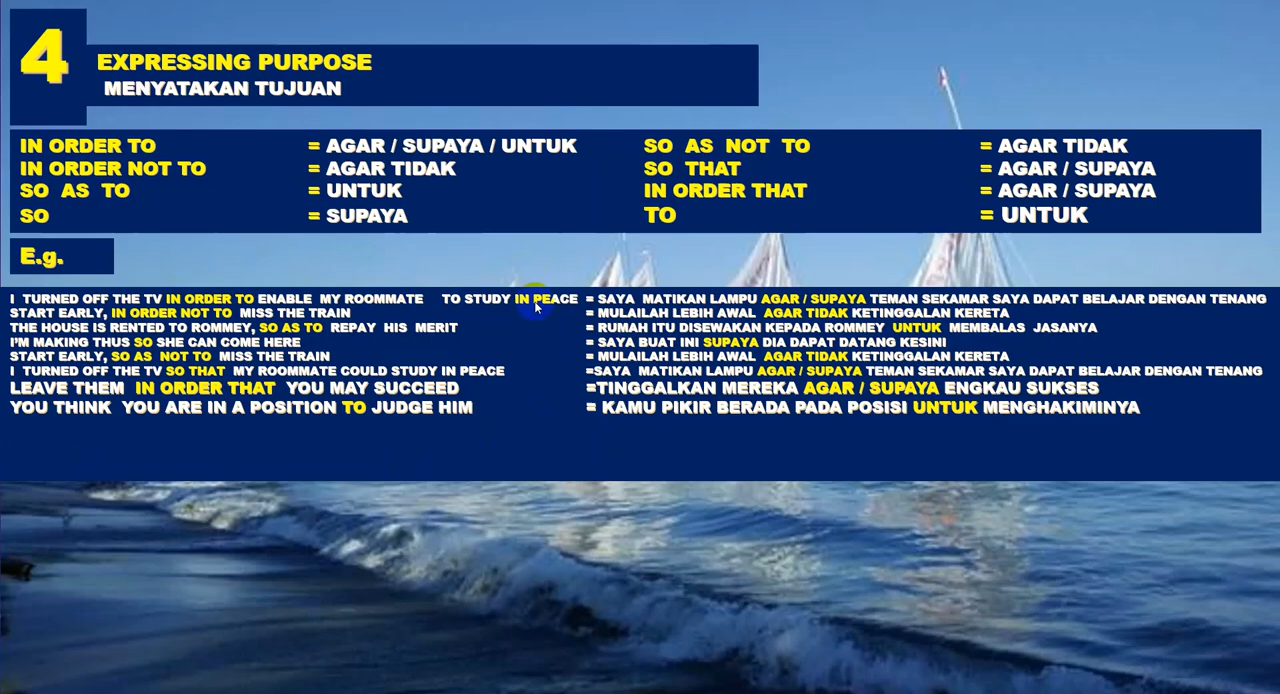 4
EXPRESSING PURPOSE
MENYATAKAN TUJUAN
IN ORDER TO = AGAR / SUPAYA / UNTUK SO AS NOT TO = AGAR TIDAK
IN ORDER NOT TO = AGAR TIDAK SO THAT = AGAR / SUPAYA
SO AS TO = UNTUK IN ORDER THAT = AGAR / SUPAYA
SO = SUPAYA TO = UNTUK
E.g.
I TURNED OFF THE TV IN ORDER TO ENABLE MY ROOMMATE TO STUDY IN PEACE = SAYA MATIKAN LAMPU AGAR / SUPAYA TEMAN SEKAMAR SAYA DAPAT BELAJAR DENGAN TENANG
START EARLY, IN ORDER NOT TO MISS THE TRAIN = MULAILAH LEBIH AWAL AGAR TIDAK KETINGGALAN KERETA
THE HOUSE IS RENTED TO ROMMEY, SO AS TO REPAY HIS MERIT = RUMAH ITU DISEWAKAN KEPADA ROMMEY UNTUK MEMBALAS JASANYA
I'M MAKING THUS SO SHE CAN COME HERE = SAYA BUAT INI SUPAYA DIA DAPAT DATANG KESINI
START EARLY, SO AS NOT TO MISS THE TRAIN = MULAILAH LEBIH AWAL AGAR TIDAK KETINGGALAN KERETA
I TURNED OFF THE TV SO THAT MY ROOMMATE COULD STUDY IN PEACE =SAYA MATIKAN LAMPU AGAR / SUPAYA TEMAN SEKAMAR SAYA DAPAT BELAJAR DENGAN TENANG
LEAVE THEM IN ORDER THAT YOU MAY SUCCEED =TINGGALKAN MEREKA AGAR / SUPAYA ENGKAU SUKSES
YOU THINK YOU ARE IN A POSITION TO JUDGE HIM = KAMU PIKIR BERADA PADA POSISI UNTUK MENGHAKIMINYA